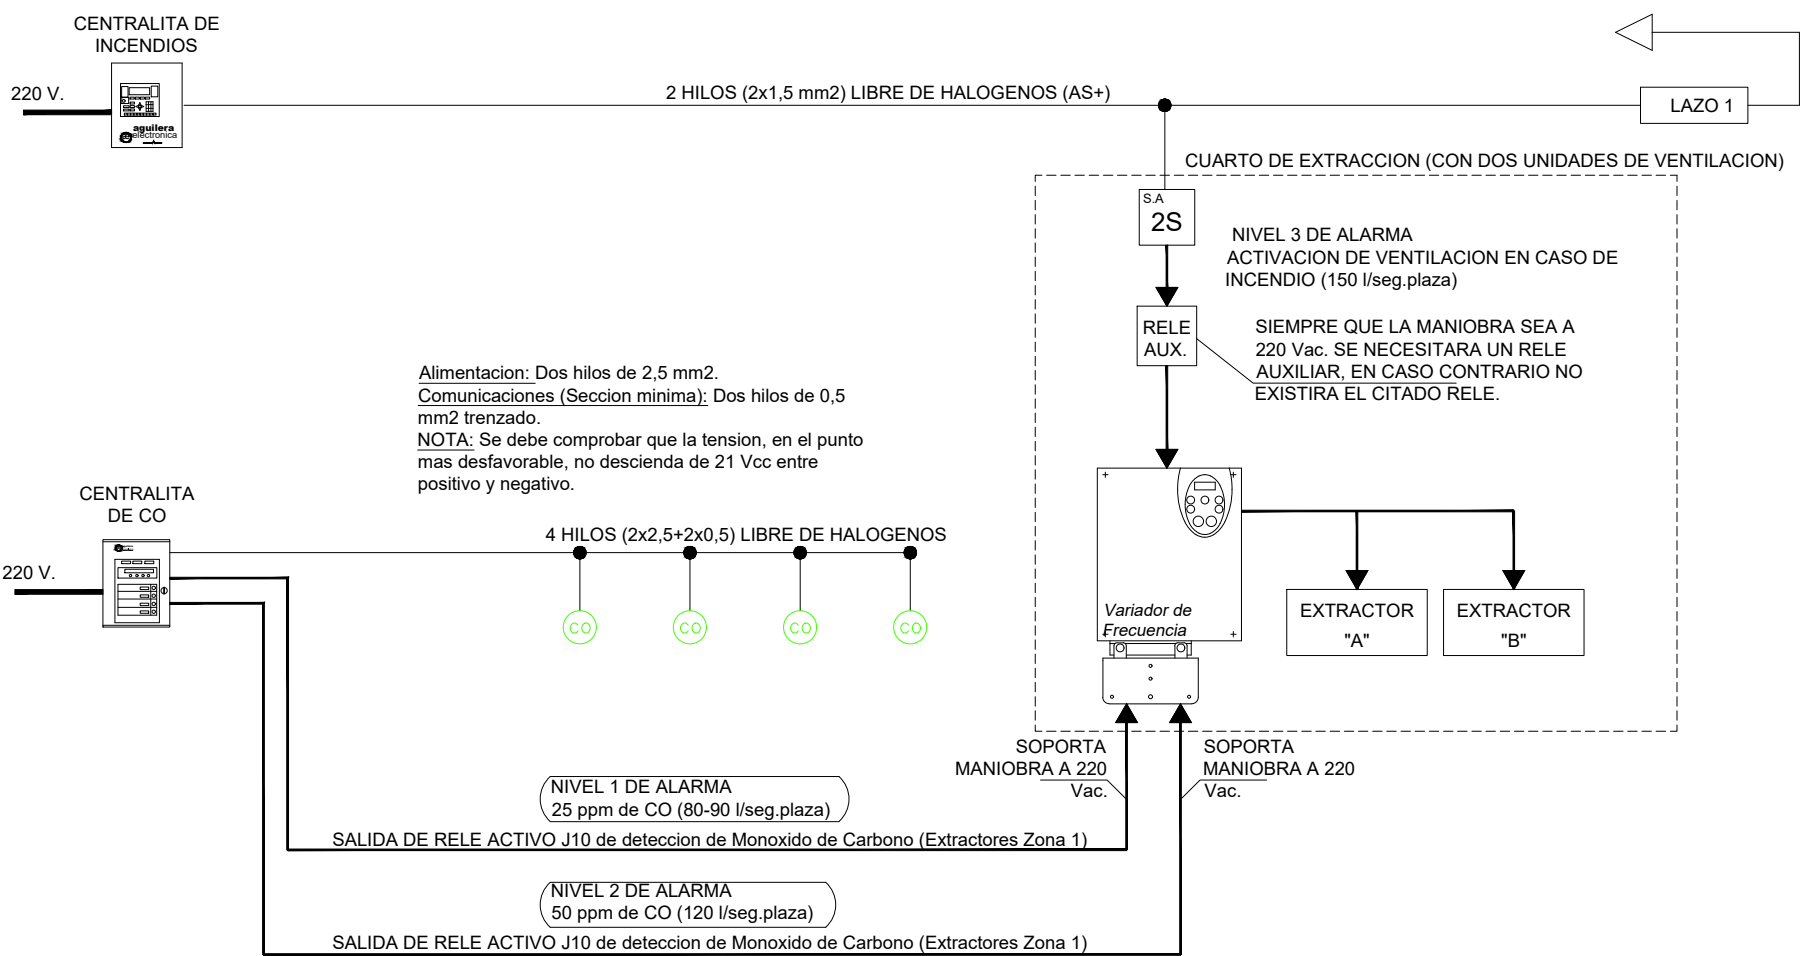 CENTRALITA DE
INCENDIOS
220 V.
aguilera
electronica
2 HILOS (2x1,5 mm2) LIBRE DE HALOGENOS (AS+)
LAZO 1
CUARTO DE EXTRACCION (CON DOS UNIDADES DE VENTILACION)
S.A
2S
NIVEL 3 DE ALARMA
ACTIVACION DE VENTILACION EN CASO DE
INCENDIO (150 l/seg.plaza)
RELE
AUX.
SIEMPRE QUE LA MANIOBRA SEA A
220 Vac. SE NECESITARA UN RELE
AUXILIAR, EN CASO CONTRARIO NO
EXISTIRA EL CITADO RELE.
Alimentacion: Dos hilos de 2,5 mm2.
Comunicaciones (Seccion minima): Dos hilos de 0,5
mm2 trenzado.
NOTA: Se debe comprobar que la tension, en el punto
mas desfavorable, no descienda de 21 Vcc entre
positivo y negativo.
CENTRALITA
DE CO
220 V.
4 HILOS (2x2,5+2x0,5) LIBRE DE HALOGENOS
CO
CO
CO
CO
Variador de
Frecuencia
EXTRACTOR
"A"
EXTRACTOR
"B"
SOPORTA
MANIOBRA A 220
Vac.
SOPORTA
MANIOBRA A 220
Vac.
NIVEL 1 DE ALARMA
25 ppm de CO (80-90 l/seg.plaza)
SALIDA DE RELE ACTIVO J10 de deteccion de Monoxido de Carbono (Extractores Zona 1)
NIVEL 2 DE ALARMA
50 ppm de CO (120 l/seg.plaza)
SALIDA DE RELE ACTIVO J10 de deteccion de Monoxido de Carbono (Extractores Zona 1)